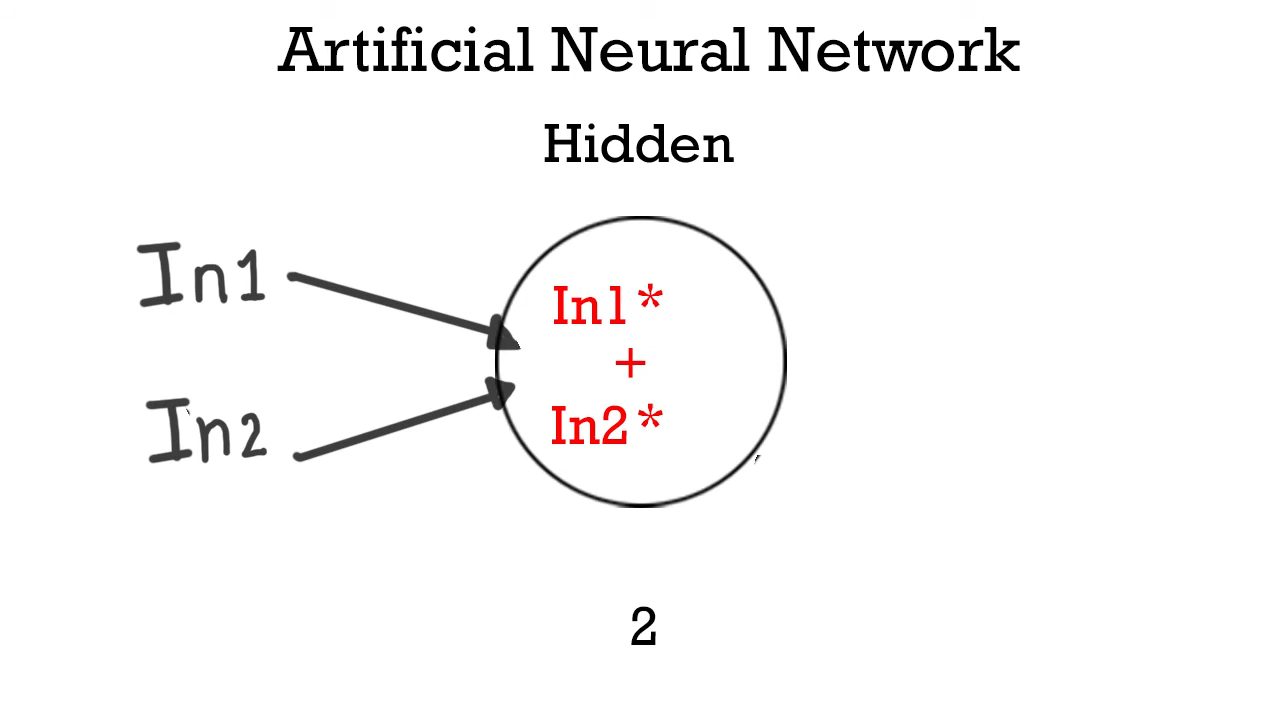 Artificial Neural Network
Hidden
In1
In1*
+
In2*
In2
2